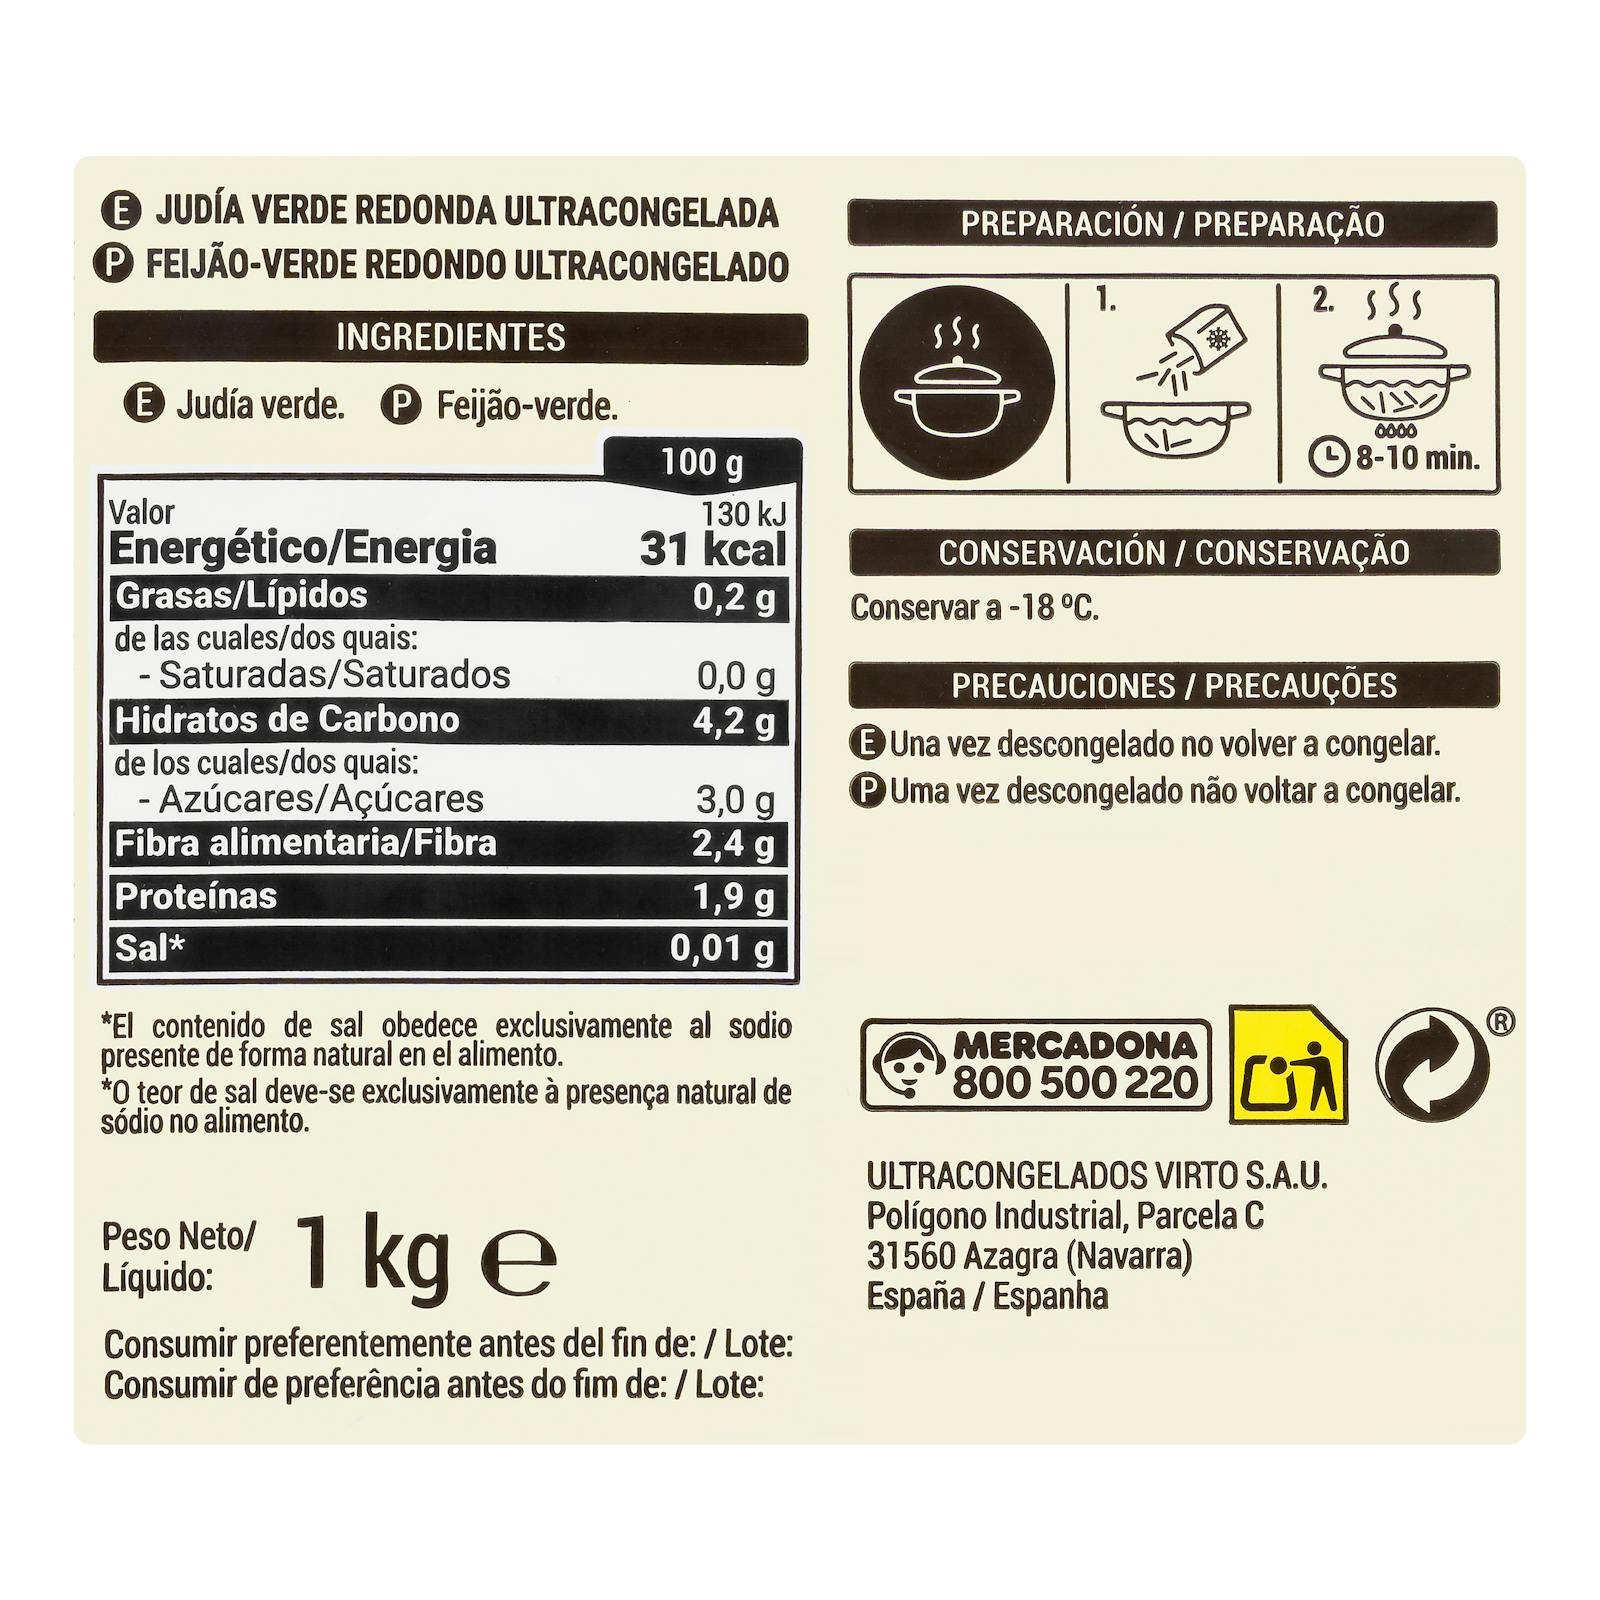 E JUDÍA VERDE REDONDA ULTRACONGELADA
P FEIJÃO-VERDE REDONDO ULTRACONGELADO
INGREDIENTES
E Judía verde. P Feijão-verde.
100 g
Valor 130 kJ
Energético/Energia 31 kcal
Grasas/Lípidos 0,2 g
de las cuales/dos quais:
- Saturadas/Saturados 0,0 g
Hidratos de Carbono 4,2 g
de los cuales/dos quais:
- Azúcares/Açúcares 3,0 g
Fibra alimentaria/Fibra 2,4 g
Proteínas 1,9 g
Sal* 0,01 g
*El contenido de sal obedece exclusivamente al sodio
presente de forma natural en el alimento.
*O teor de sal deve-se exclusivamente à presença natural de
sódio no alimento.
Peso Neto/
Líquido: 1 kg e
Consumir preferentemente antes del fin de: / Lote:
Consumir de preferência antes do fim de: / Lote:
PREPARACIÓN / PREPARAÇÃO
1.
2.
8-10 min.
CONSERVACIÓN / CONSERVAÇÃO
Conservar a -18 ºC.
PRECAUCIONES / PRECAUÇÕES
E Una vez descongelado no volver a congelar.
P Uma vez descongelado não voltar a congelar.
MERCADONA
800 500 220
®
ULTRACONGELADOS VIRTO S.A.U.
Polígono Industrial, Parcela C
31560 Azagra (Navarra)
España / Espanha